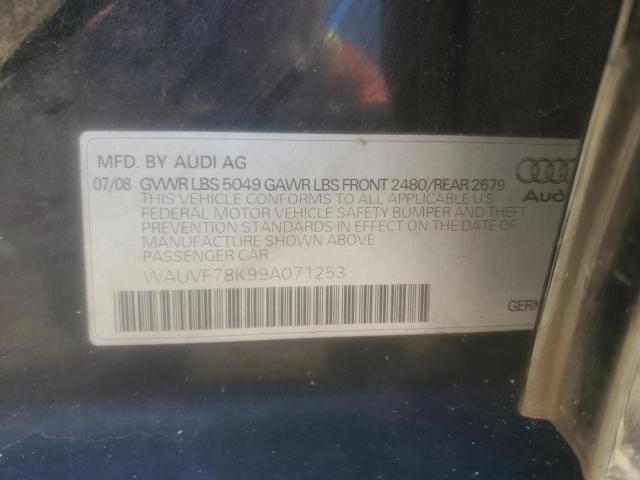 MFD. BY AUDI AG
07/08 GVWR LBS 5049 GAWR LBS FRONT 2480/REAR 2679
THIS VEHICLE CONFORMS TO ALL APPLICABLE U.S
FEDERAL MOTOR VEHICLE SAFETY BUMPER AND THEFT
PREVENTION STANDARDS IN EFFECT ON THE DATE OF
MANUFACTURE SHOWN ABOVE
PASSENGER CAR
WAUVF78K99A071253
Aud
GERM